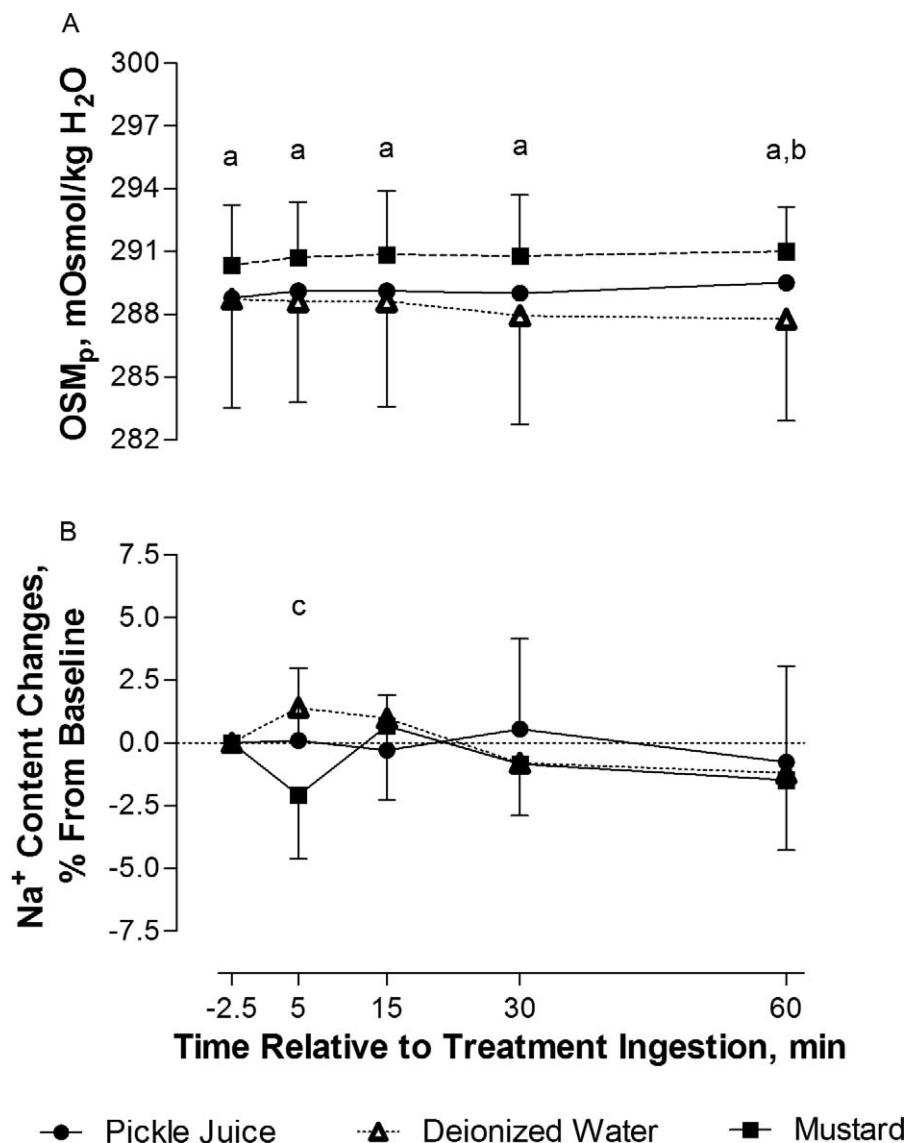 A
OSMp, mOsmol/kg H2O
300
297
294
291
288
285
282
a
a
a
a
a,b
B
Na+ Content Changes,
% From Baseline
7.5
5.0
2.5
0.0
-2.5
-5.0
-7.5
c
-2.5 5 15 30 60
Time Relative to Treatment Ingestion, min
Pickle Juice Deionized Water Mustard